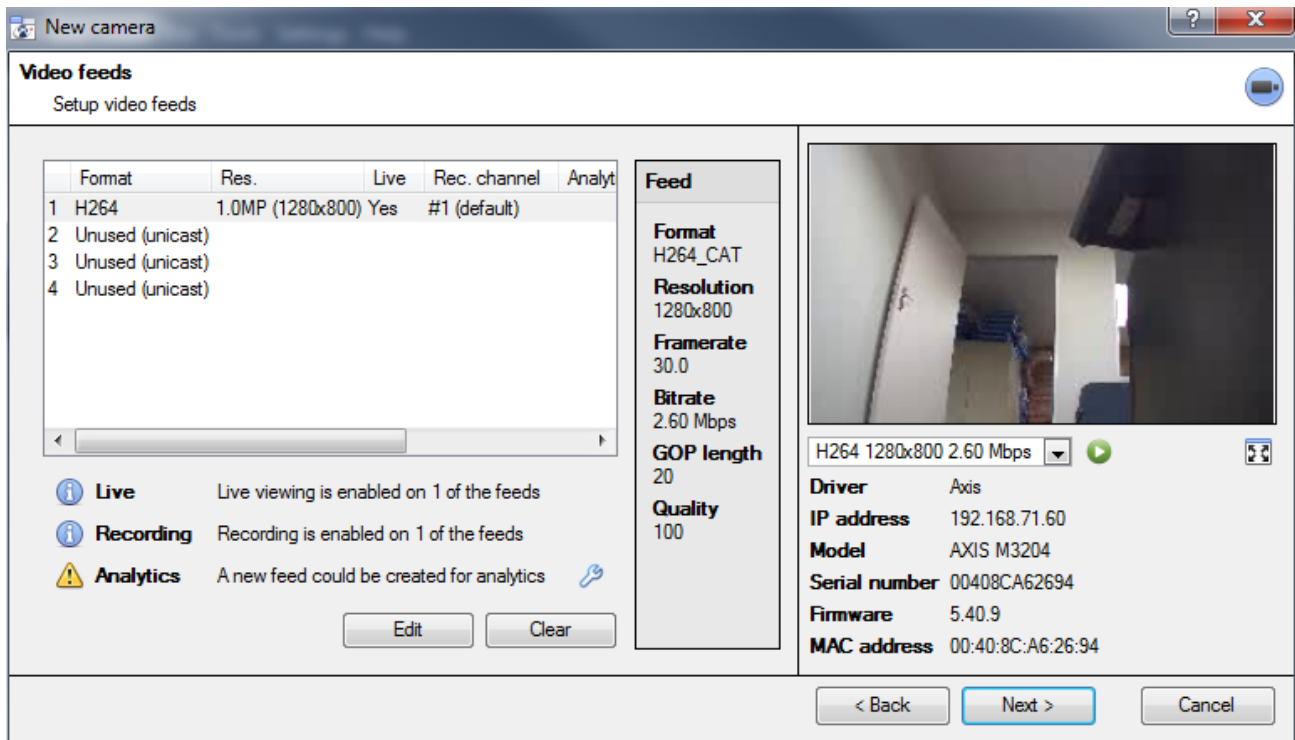 New camera
?
X
Video feeds
Setup video feeds
Format Res. Live Rec. channel Analyt
1 H264 1.0MP (1280x800) Yes #1 (default)
2 Unused (unicast)
3 Unused (unicast)
4 Unused (unicast)
Live Live viewing is enabled on 1 of the feeds
Recording Recording is enabled on 1 of the feeds
Analytics A new feed could be created for analytics
Edit Clear
Feed
Format
H264_CAT
Resolution
1280x800
Framerate
30.0
Bitrate
2.60 Mbps
GOP length
20
Quality
100
H264 1280x800 2.60 Mbps
Driver Axis
IP address 192.168.71.60
Model AXIS M3204
Serial number 00408CA62694
Firmware 5.40.9
MAC address 00:40:8C:A6:26:94
< Back Next > Cancel